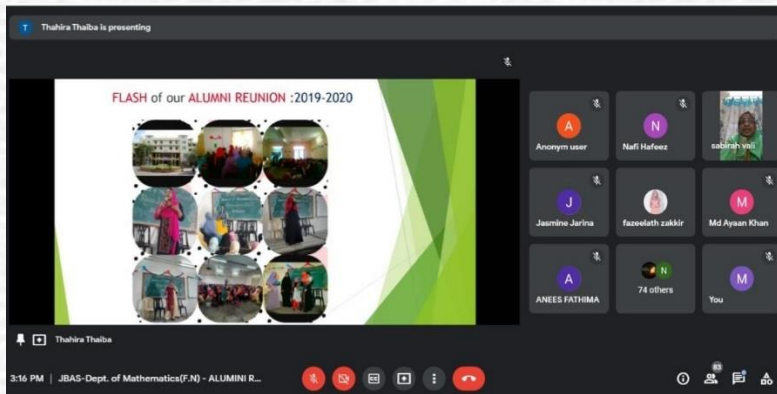 T Thahira Thaiba is presenting
FLASH of our ALUMNI REUNION :2019-2020
A
Anonym user
N
Nafi Hafeez
sabirah vali
J
Jasmine Jarina
fazeelath zakkir
M
Md Ayaan Khan
A
ANEES FATHIMA
N
74 others
M
You
Thahira Thaiba
3:16 PM | JBAS-Dept. of Mathematics(F.N) - ALUMINI R...
CC
83